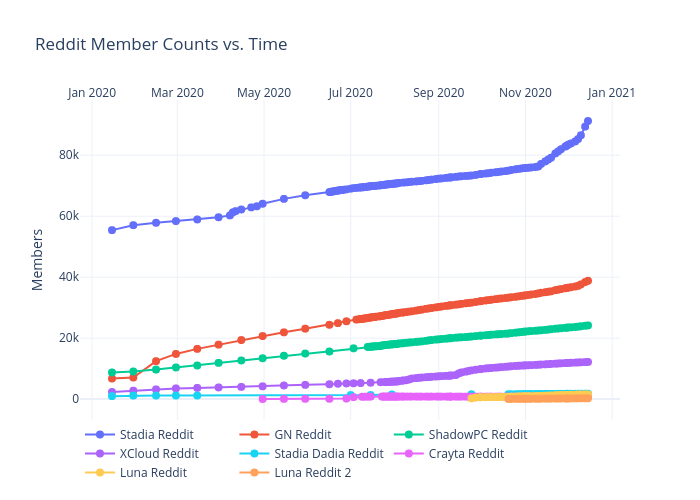 Reddit Member Counts vs. Time
Jan 2020 Mar 2020 May 2020 Jul 2020 Sep 2020 Nov 2020 Jan 2021
80k
60k
40k
20k
0
Members
Stadia Reddit GN Reddit ShadowPC Reddit
XCloud Reddit Stadia Dadia Reddit Crayta Reddit
Luna Reddit Luna Reddit 2